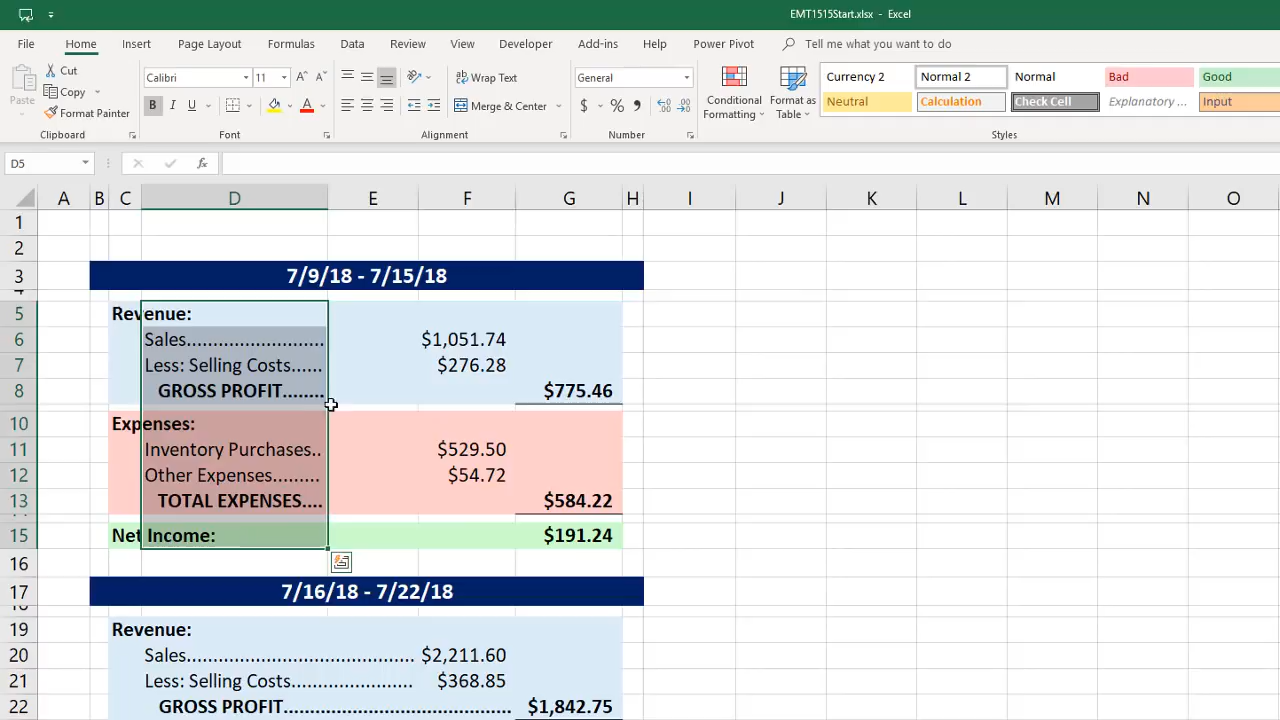 EMT1515Start.xlsx - Excel
File Home Insert Page Layout Formulas Data Review View Developer Add-ins Help Power Pivot Tell me what you want to do
Paste
Cut
Copy
Format Painter
Clipboard
Calibri 11
B I U
Font
Wrap Text
Merge & Center
Alignment
General
$ % ,
Number
Conditional Formatting
Format as Table
Currency 2 Normal 2 Normal Bad Good
Neutral Calculation Check Cell Explanatory ... Input
Styles
D5 fx
A B C D E F G H I J K L M N O
1
2
3 7/9/18 - 7/15/18
4
5 Revenue:
6 Sales........................ $1,051.74
7 Less: Selling Costs...... $276.28
8 GROSS PROFIT........ $775.46
10 Expenses:
11 Inventory Purchases.. $529.50
12 Other Expenses......... $54.72
13 TOTAL EXPENSES.... $584.22
15 Net Income: $191.24
16
17 7/16/18 - 7/22/18
19 Revenue:
20 Sales........................................ $2,211.60
21 Less: Selling Costs..................... $368.85
22 GROSS PROFIT....................................... $1,842.75